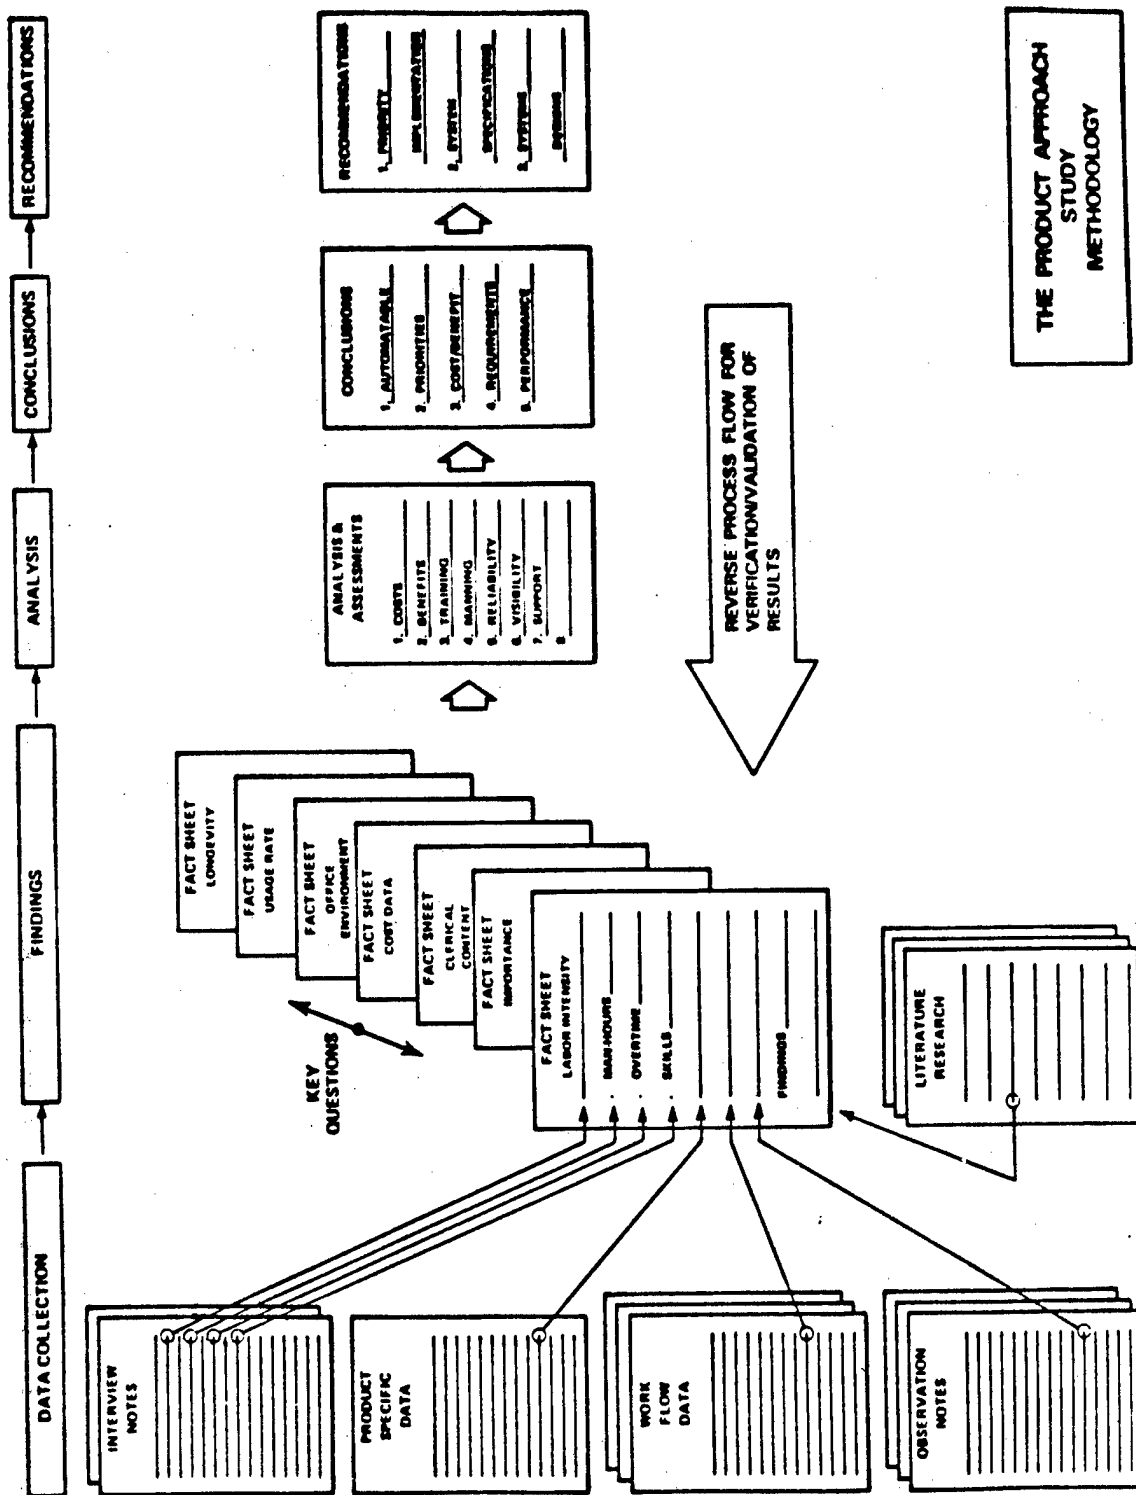 DATA COLLECTION
FINDINGS
ANALYSIS
CONCLUSIONS
RECOMMENDATIONS
INTERVIEW
NOTES
PRODUCT
SPECIFIC
DATA
WORK
FLOW
DATA
OBSERVATION
NOTES
LITERATURE
RESEARCH
KEY
QUESTIONS
FACT SHEET
LONGEVITY
FACT SHEET
USAGE RATE
FACT SHEET
OFFICE
ENVIRONMENT
FACT SHEET
COST DATA
FACT SHEET
CLERICAL
CONTENT
FACT SHEET
IMPORTANCE
FACT SHEET
LABOR INTENSITY
. MAN-HOURS
. OVERTIME
. SKILLS
FINDINGS
ANALYSIS &
ASSESSMENTS
1. COSTS
2. BENEFITS
3. TRAINING
4. MANNING
5. RELIABILITY
6. VISIBILITY
7. SUPPORT
8
CONCLUSIONS
1. AUTOMATABLE
2. PRIORITIES
3. COST/BENEFIT
4. REQUIREMENTS
5. PERFORMANCE
RECOMMENDATIONS
1. PRIORITY
IMPLEMENTATION
2. SYSTEM
SPECIFICATIONS
3. SYSTEMS
REVERSE PROCESS FLOW FOR
VERIFICATION/VALIDATION OF
RESULTS
THE PRODUCT APPROACH
STUDY
METHODOLOGY